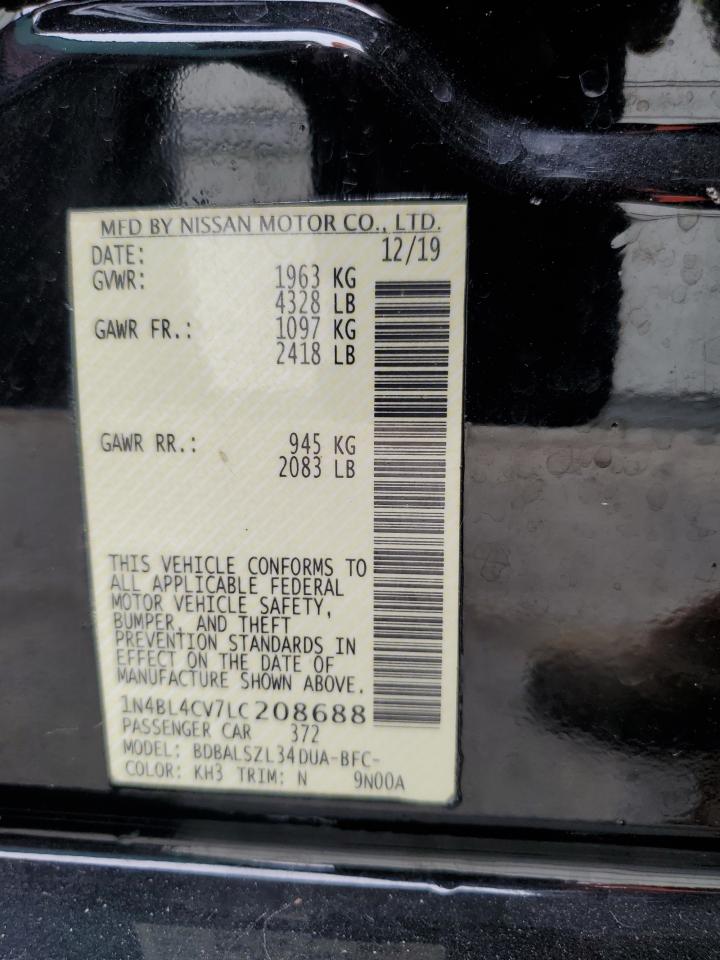 MFD BY NISSAN MOTOR CO., LTD.
DATE: 12/19
GVWR: 1963 KG
4328 LB
GAWR FR.: 1097 KG
2418 LB
GAWR RR.: 945 KG
2083 LB
THIS VEHICLE CONFORMS TO
ALL APPLICABLE FEDERAL
MOTOR VEHICLE SAFETY,
BUMPER, AND THEFT
PREVENTION STANDARDS IN
EFFECT ON THE DATE OF
MANUFACTURE SHOWN ABOVE.
1N4BL4CV7LC208688
PASSENGER CAR 372
MODEL: BDBALSZL34DUA-BFC-
COLOR: KH3 TRIM: N 9N00A